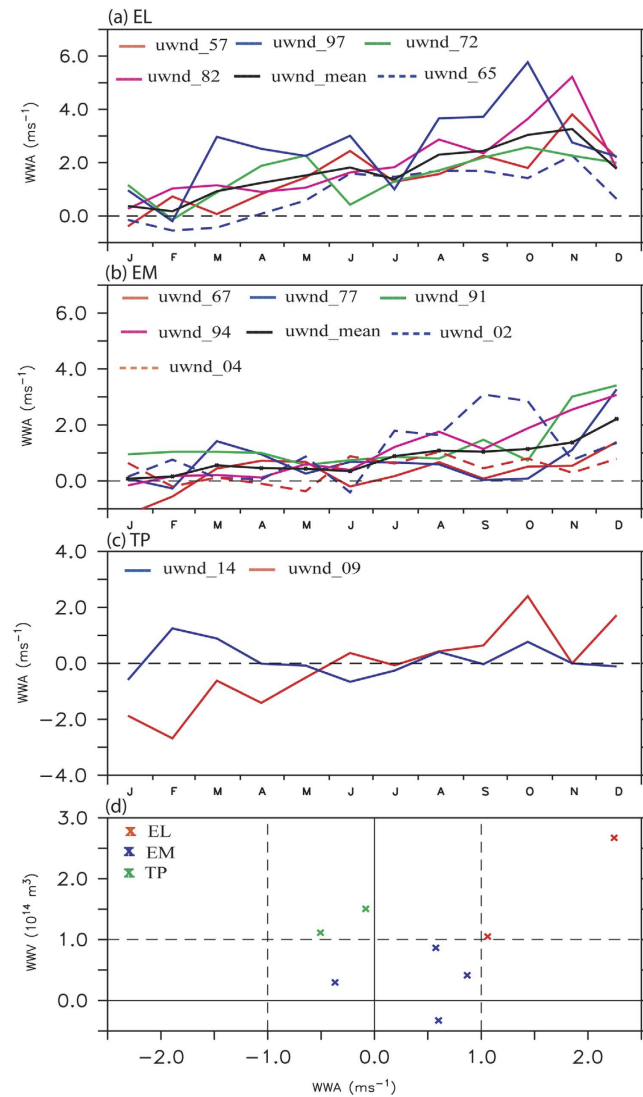 (a) EL
uwnd_57 uwnd_97 uwnd_72
uwnd_82 uwnd_mean uwnd_65
6.0
4.0
2.0
0.0
WWA (ms⁻¹)
J F M A M J J A S O N D
(b) EM
uwnd_67 uwnd_77 uwnd_91
uwnd_94 uwnd_mean uwnd_02
uwnd_04
6.0
4.0
2.0
0.0
WWA (ms⁻¹)
J F M A M J J A S O N D
(c) TP
uwnd_14 uwnd_09
4.0
2.0
0.0
−2.0
−4.0
WWA (ms⁻¹)
J F M A M J J A S O N D
(d)
EL
EM
TP
3.0
2.0
1.0
0.0
WWV (10¹⁴ m³)
−2.0 −1.0 0.0 1.0 2.0
WWA (ms⁻¹)